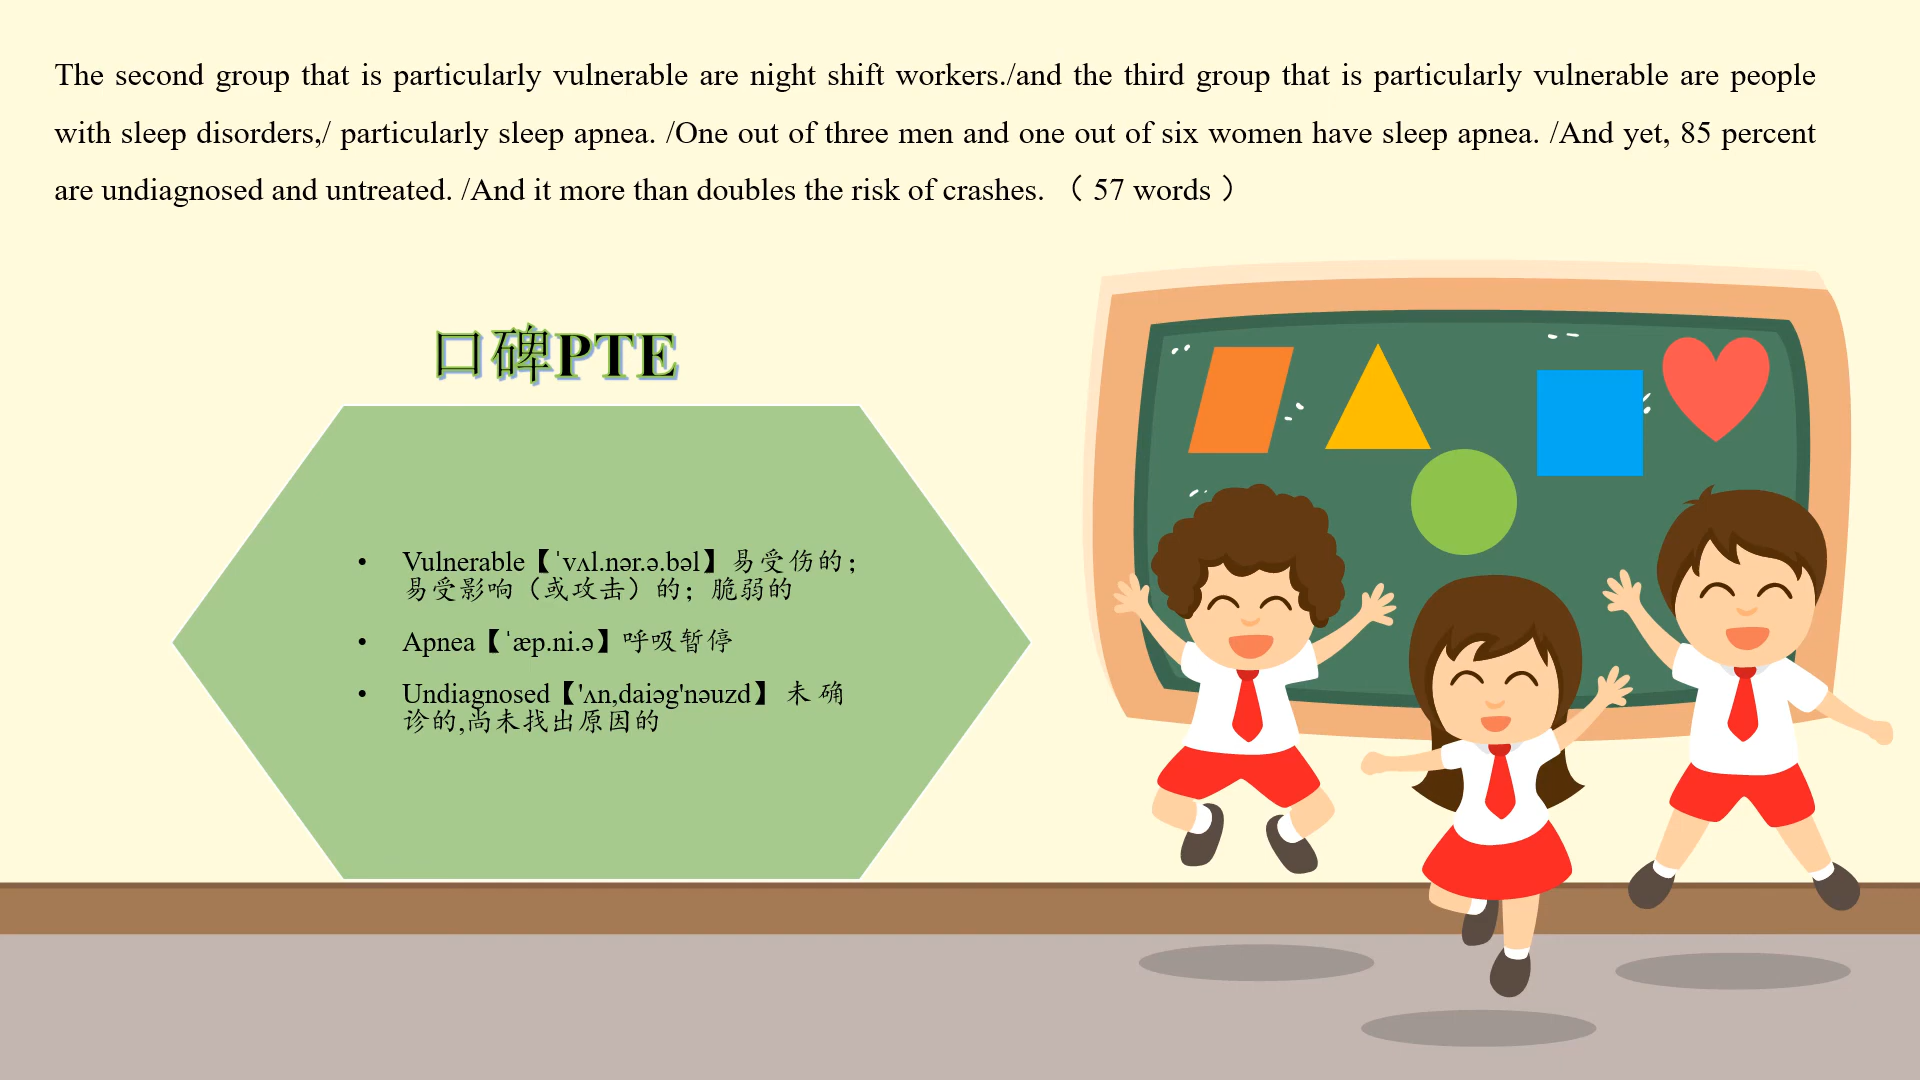 The second group that is particularly vulnerable are night shift workers./and the third group that is particularly vulnerable are people
with sleep disorders,/ particularly sleep apnea. /One out of three men and one out of six women have sleep apnea. /And yet, 85 percent
are undiagnosed and untreated. /And it more than doubles the risk of crashes. （ 57 words ）
口碑PTE
• Vulnerable【ˈvʌl.nər.ə.bəl】易受伤的；
易受影响（或攻击）的；脆弱的
• Apnea【ˈæp.ni.ə】呼吸暂停
• Undiagnosed【'ʌn,daiəg'nəuzd】 未 确
诊的,尚未找出原因的